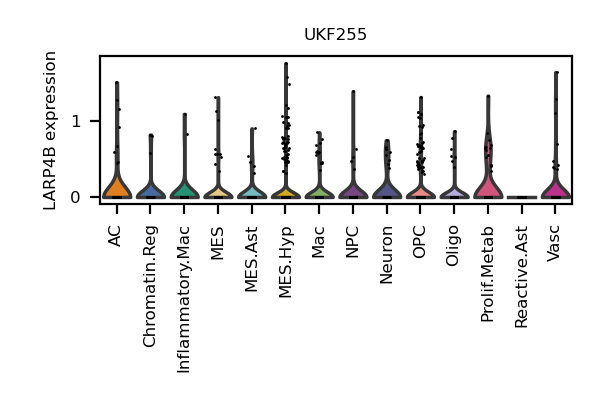 UKF255
LARP4B expression
1
0
AC
Chromatin.Reg
Inflammatory.Mac
MES
MES.Ast
MES.Hyp
Mac
NPC
Neuron
OPC
Oligo
Prolif.Metab
Reactive.Ast
Vasc